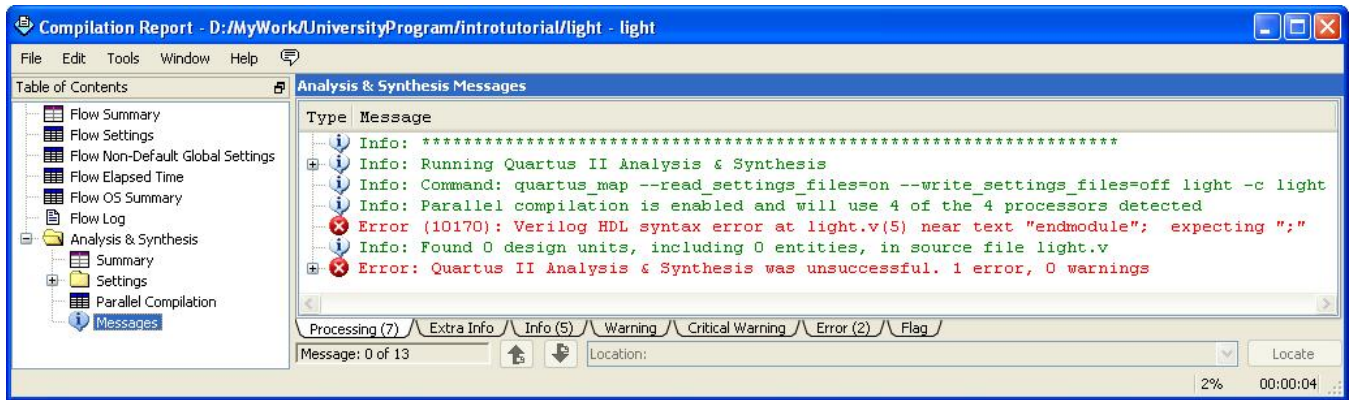 Compilation Report - D:/MyWork/UniversityProgram/introtutorial/light - light
File Edit Tools Window Help
Table of Contents
Flow Summary
Flow Settings
Flow Non-Default Global Settings
Flow Elapsed Time
Flow OS Summary
Flow Log
Analysis & Synthesis
Summary
Settings
Parallel Compilation
Messages
Analysis & Synthesis Messages
Type Message
Info: *******************************************************************
Info: Running Quartus II Analysis & Synthesis
Info: Command: quartus_map --read_settings_files=on --write_settings_files=off light -c light
Info: Parallel compilation is enabled and will use 4 of the 4 processors detected
Error (10170): Verilog HDL syntax error at light.v(5) near text "endmodule";  expecting ";"
Info: Found 0 design units, including 0 entities, in source file light.v
Error: Quartus II Analysis & Synthesis was unsuccessful. 1 error, 0 warnings
Processing (7) Extra Info Info (5) Warning Critical Warning Error (2) Flag
Message: 0 of 13 Location: Locate
2% 00:00:04